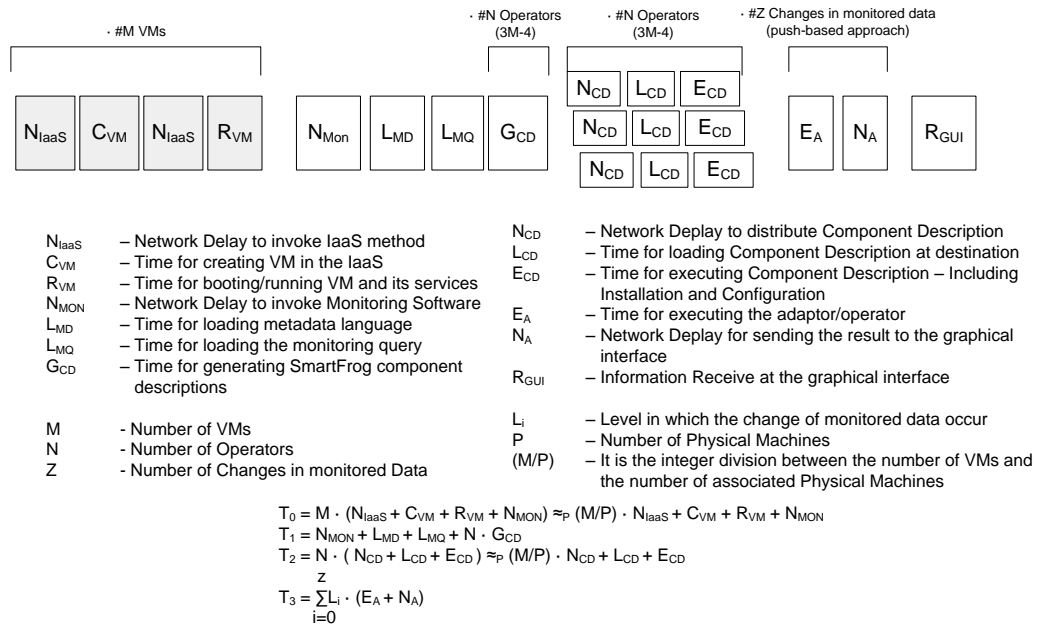 · #M VMs
· #N Operators
(3M-4)
· #N Operators
(3M-4)
· #Z Changes in monitored data
(push-based approach)
N_IaaS C_VM N_IaaS R_VM N_Mon L_MD L_MQ G_CD
N_CD L_CD E_CD
N_CD L_CD E_CD
N_CD L_CD E_CD
E_A N_A R_GUI
N_IaaS – Network Delay to invoke IaaS method
C_VM – Time for creating VM in the IaaS
R_VM – Time for booting/running VM and its services
N_MON – Network Delay to invoke Monitoring Software
L_MD – Time for loading metadata language
L_MQ – Time for loading the monitoring query
G_CD – Time for generating SmartFrog component
descriptions
M - Number of VMs
N - Number of Operators
Z - Number of Changes in monitored Data
N_CD – Network Deplay to distribute Component Description
L_CD – Time for loading Component Description at destination
E_CD – Time for executing Component Description – Including
Installation and Configuration
E_A – Time for executing the adaptor/operator
N_A – Network Deplay for sending the result to the graphical
interface
R_GUI – Information Receive at the graphical interface
L_i – Level in which the change of monitored data occur
P – Number of Physical Machines
(M/P) – It is the integer division between the number of VMs and
the number of associated Physical Machines
T_0 = M · (N_IaaS + C_VM + R_VM + N_MON) ≈_P (M/P) · N_IaaS + C_VM + R_VM + N_MON
T_1 = N_MON + L_MD + L_MQ + N · G_CD
T_2 = N · ( N_CD + L_CD + E_CD ) ≈_P (M/P) · N_CD + L_CD + E_CD
z
T_3 = ∑L_i · (E_A + N_A)
i=0